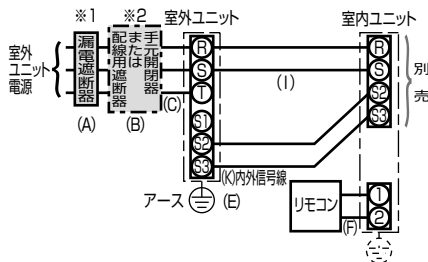 ※1
※2
室外ユニット
室内ユニット
室外
ユニット
電源
漏電遮断器
手元開閉器
または
配線用遮断器
R
S
T
S1
S2
S3
R
S
S2
S3
別売
(A)
(B)
(C)
(I)
(K)内外信号線
アース
(E)
リモコン
(F)
1
2